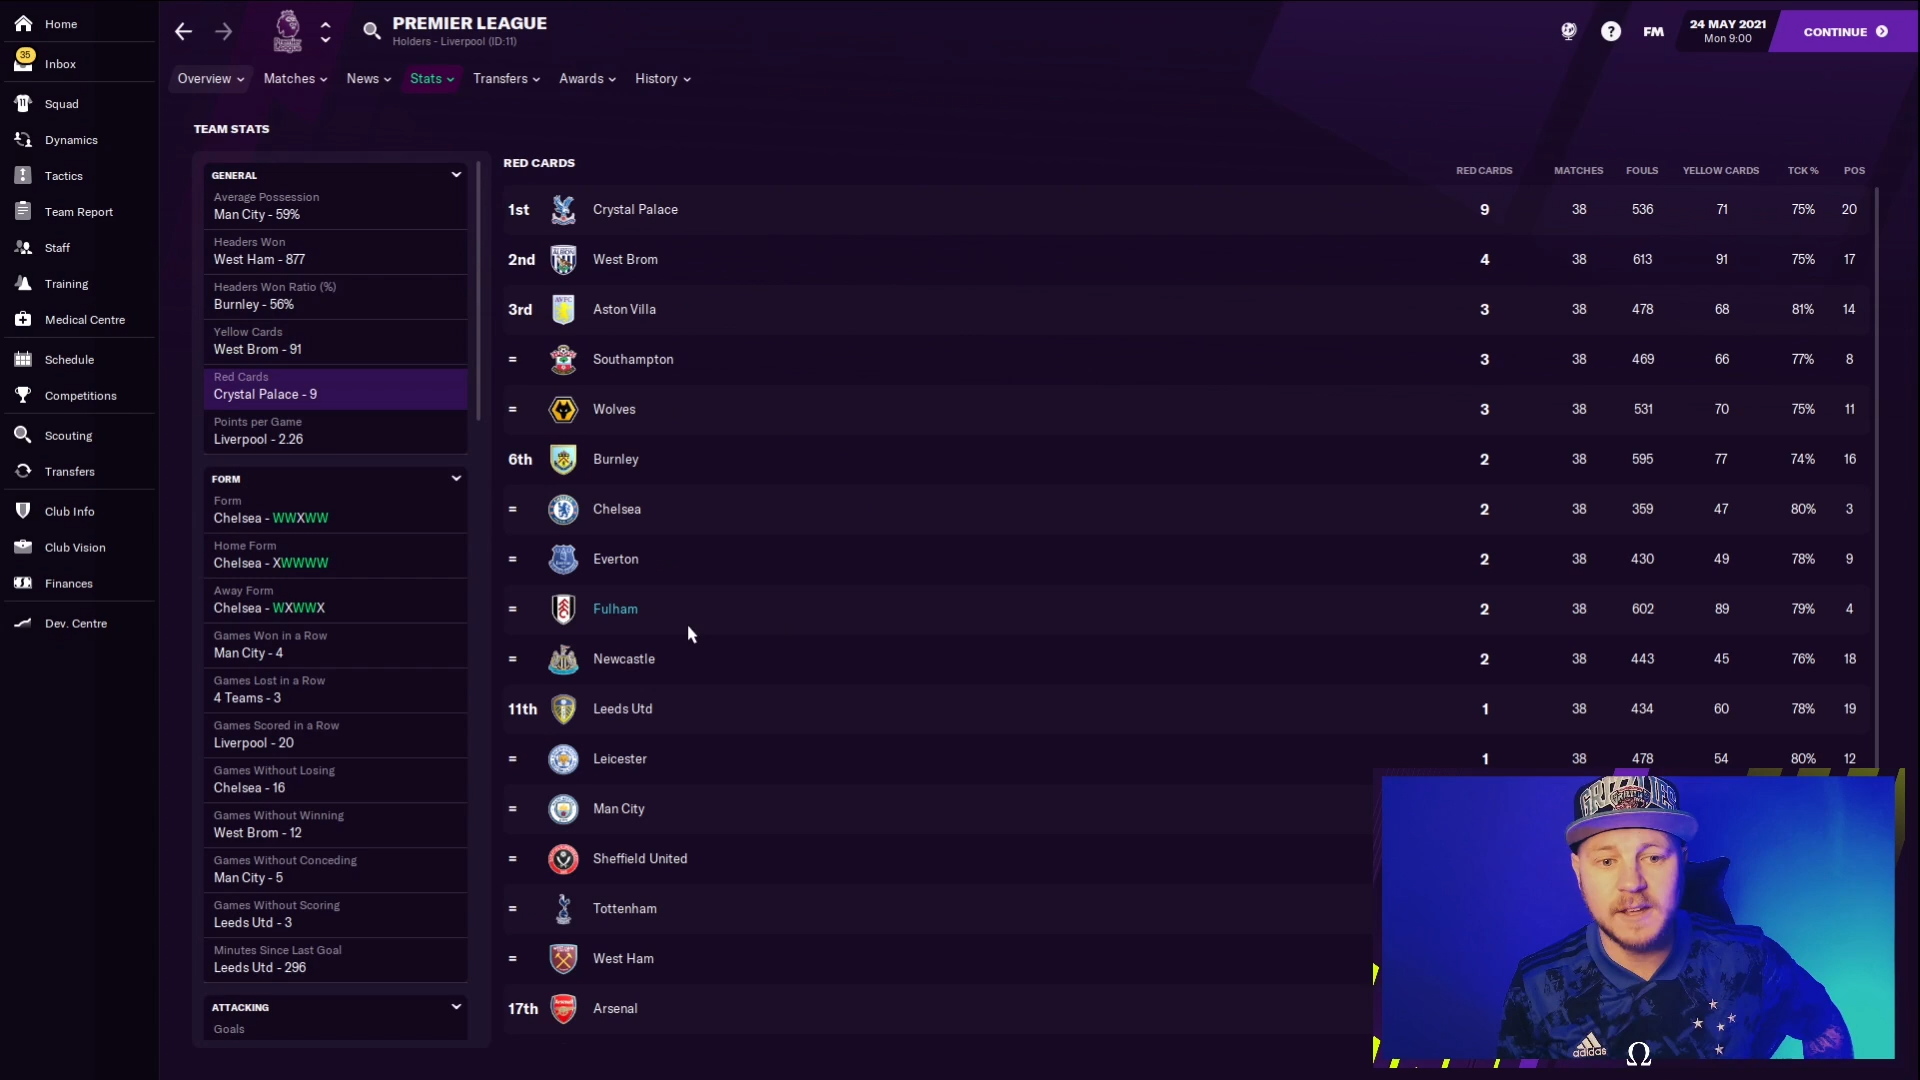 Home
35
Inbox
Squad
Dynamics
Tactics
Team Report
Staff
Training
Medical Centre
Schedule
Competitions
Scouting
Transfers
Club Info
Club Vision
Finances
Dev. Centre
PREMIER LEAGUE
Holders - Liverpool (ID:11)
? FM
24 MAY 2021
Mon 9:00
CONTINUE
Overview Matches News Stats Transfers Awards History
TEAM STATS
GENERAL
Average Possession
Man City - 59%
Headers Won
West Ham - 877
Headers Won Ratio (%)
Burnley - 56%
Yellow Cards
West Brom - 91
Red Cards
Crystal Palace - 9
Points per Game
Liverpool - 2.26
FORM
Form
Chelsea - WWXWW
Home Form
Chelsea - XWWWW
Away Form
Chelsea - WXWWX
Games Won in a Row
Man City - 4
Games Lost in a Row
4 Teams - 3
Games Scored in a Row
Liverpool - 20
Games Without Losing
Chelsea - 16
Games Without Winning
West Brom - 12
Games Without Conceding
Man City - 5
Games Without Scoring
Leeds Utd - 3
Minutes Since Last Goal
Leeds Utd - 296
ATTACKING
Goals
RED CARDS RED CARDS MATCHES FOULS YELLOW CARDS TCK % POS
1st Crystal Palace 9 38 536 71 75% 20
2nd West Brom 4 38 613 91 75% 17
3rd Aston Villa 3 38 478 68 81% 14
= Southampton 3 38 469 66 77% 8
= Wolves 3 38 531 70 75% 11
6th Burnley 2 38 595 77 74% 16
= Chelsea 2 38 359 47 80% 3
= Everton 2 38 430 49 78% 9
= Fulham 2 38 602 89 79% 4
= Newcastle 2 38 443 45 76% 18
11th Leeds Utd 1 38 434 60 78% 19
= Leicester 1 38 478 54 80% 12
= Man City
= Sheffield United
= Tottenham
= West Ham
17th Arsenal
GRIZZLIES
adidas
Ω